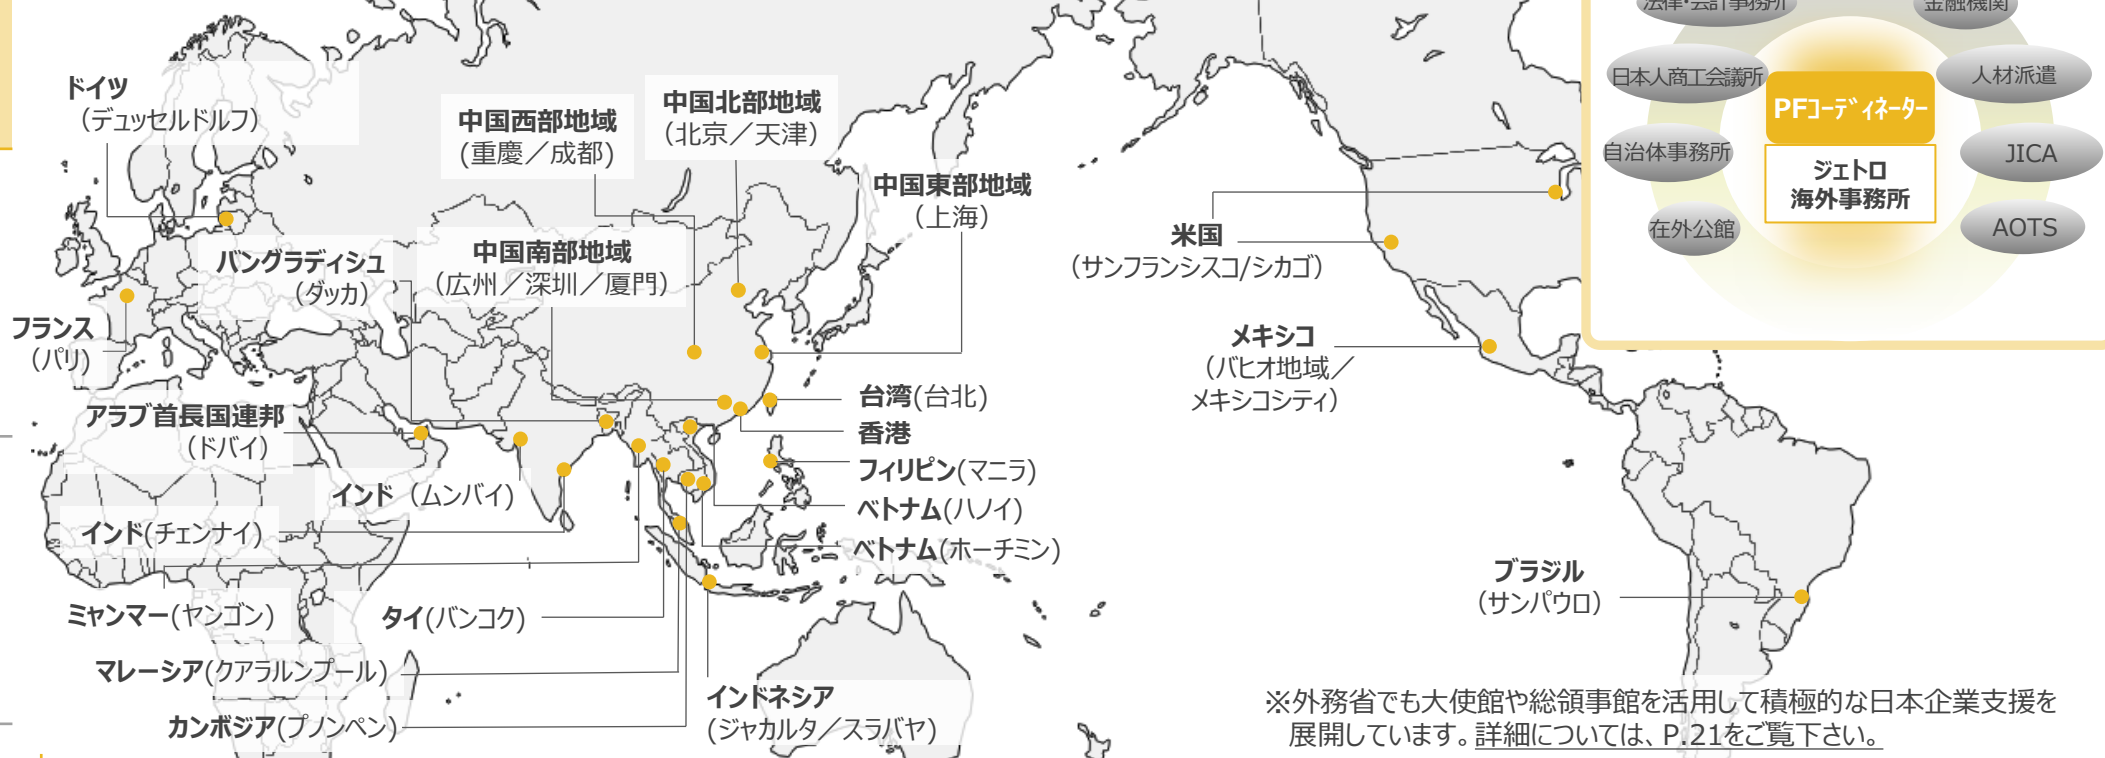 ドイツ
（デュッセルドルフ）
中国西部地域
(重慶／成都)
中国北部地域
（北京／天津）
中国東部地域
（上海）
バングラディシュ
（ダッカ）
中国南部地域
（広州／深圳／厦門）
フランス
（パリ）
アラブ首長国連邦
（ドバイ）
インド（ムンバイ）
インド(チェンナイ)
ミャンマー(ヤンゴン)
タイ(バンコク)
マレーシア(クアラルンプール)
カンボジア(プノンペン)
インドネシア
（ジャカルタ／スラバヤ）
台湾(台北)
香港
フィリピン(マニラ)
ベトナム(ハノイ)
ベトナム(ホーチミン)
米国
（サンフランシスコ/シカゴ）
メキシコ
（バヒオ地域／
メキシコシティ）
ブラジル
（サンパウロ）
法律・会計事務所
金融機関
日本人商工会議所
人材派遣
PFｺｰﾃﾞｨﾈｰﾀｰ
自治体事務所
JICA
ジェトロ
海外事務所
在外公館
AOTS
※外務省でも大使館や総領事館を活用して積極的な日本企業支援を
展開しています。詳細については、P.21をご覧下さい。